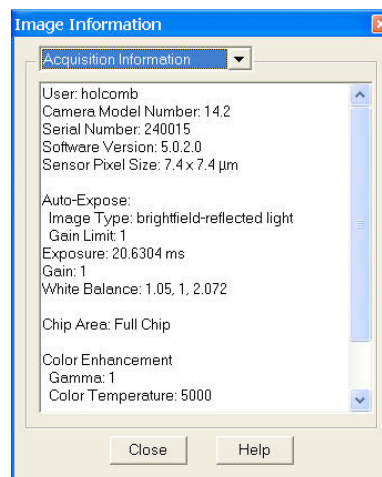 Image Information
Acquisition Information
User: holcomb
Camera Model Number: 14.2
Serial Number: 240015
Software Version: 5.0.2.0
Sensor Pixel Size: 7.4 x 7.4 µm
Auto-Expose:
Image Type: brightfield-reflected light
Gain Limit: 1
Exposure: 20.6304 ms
Gain: 1
White Balance: 1.05, 1, 2.072
Chip Area: Full Chip
Color Enhancement
Gamma: 1
Color Temperature: 5000
Close Help